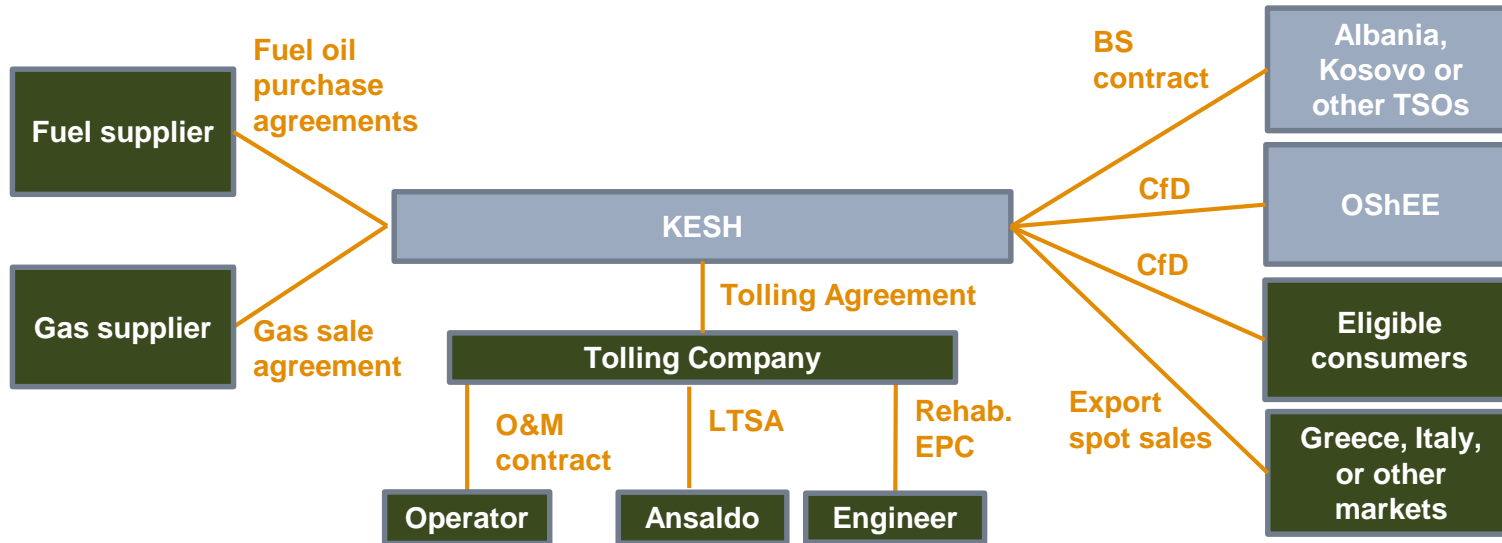 Fuel oil
purchase
agreements
Fuel supplier
Gas supplier
Gas sale
agreement
KESH
Tolling Agreement
Tolling Company
O&M
contract
LTSA
Rehab.
EPC
Operator
Ansaldo
Engineer
BS
contract
CfD
CfD
Export
spot sales
Albania,
Kosovo or
other TSOs
OShEE
Eligible
consumers
Greece, Italy,
or other
markets